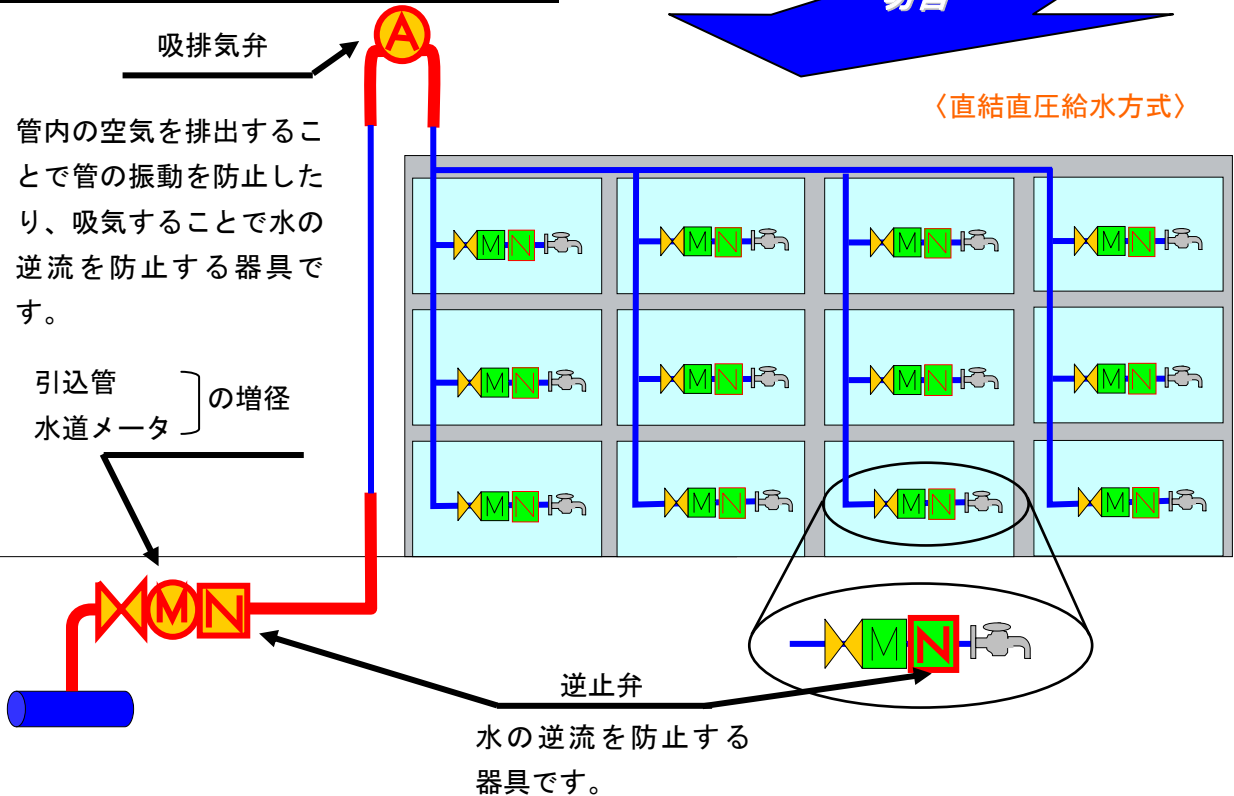 切替
吸排気弁
A
〈直結直圧給水方式〉
管内の空気を排出するこ
とで管の振動を防止した
り、吸気することで水の
逆流を防止する器具で
す。
M N
M N
M N
M N
引込管
水道メータ
の増径
M N
M N
M N
M N
M N
M N
M N
M N
M N
M N
逆止弁
水の逆流を防止する
器具です。